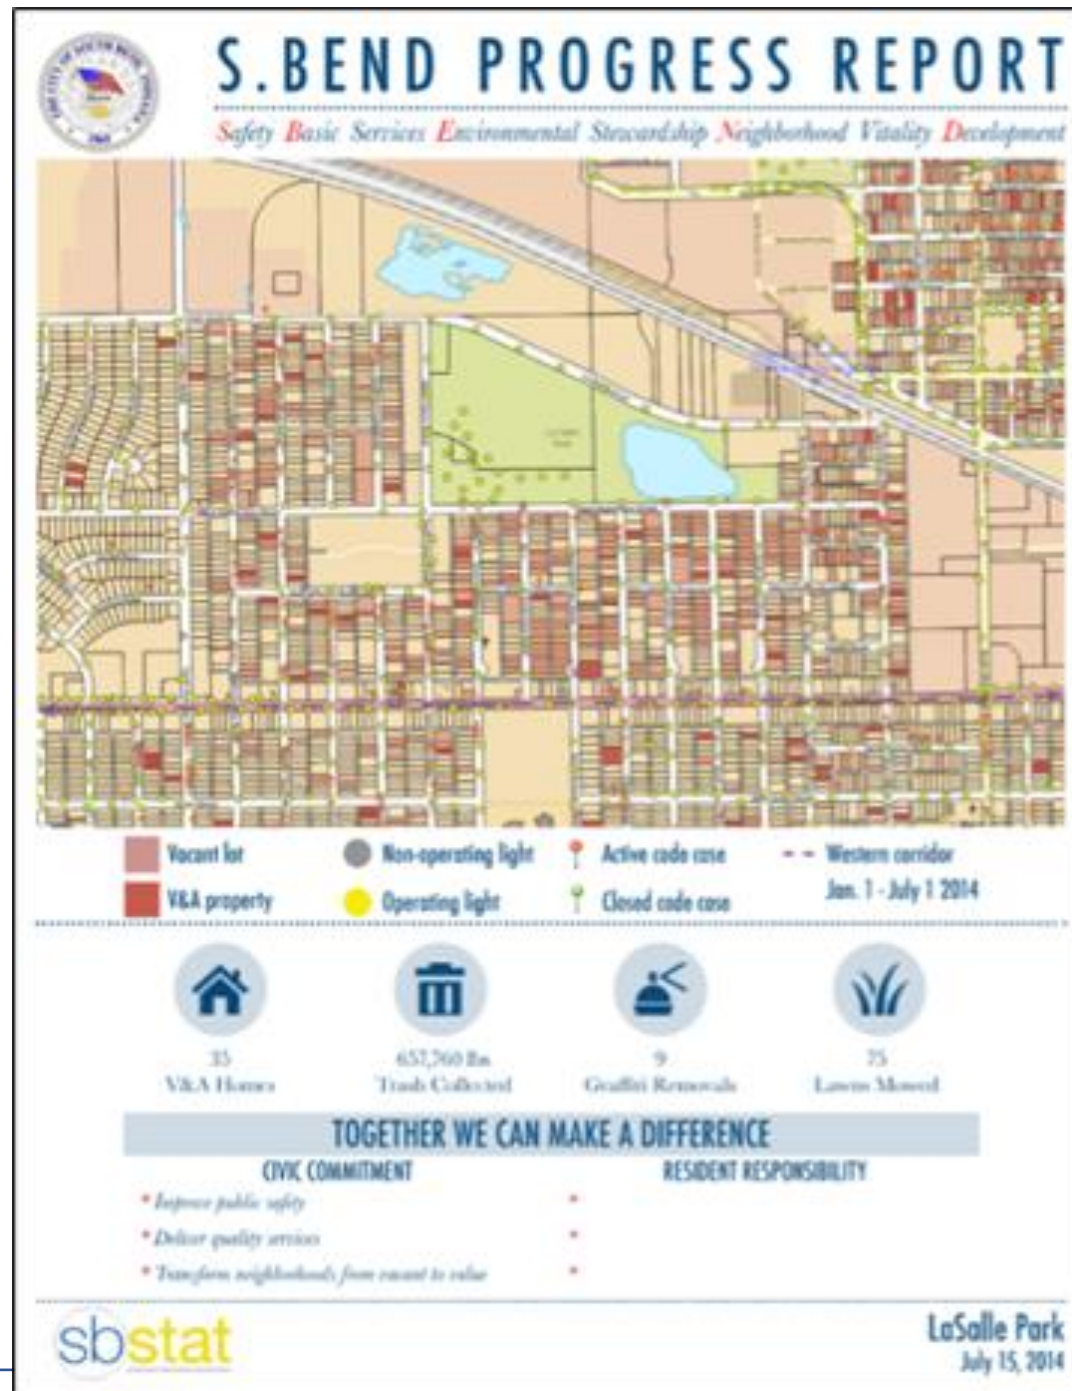 S.BEND PROGRESS REPORT
Safety Basic Services Environmental Stewardship Neighborhood Vitality Development
Vacant lot
Non-operating light
Active code case
Western corridor
V&A property
Operating light
Closed code case
Jan. 1 - July 1 2014
35
V&A Homes
657,760 lbs
Trash Collected
9
Graffiti Removals
75
Lawns Mowed
TOGETHER WE CAN MAKE A DIFFERENCE
CIVIC COMMITMENT
* Improve public safety
* Deliver quality services
* Transform neighborhoods from vacant to value
RESIDENT RESPONSIBILITY
*
*
*
sbstat
LaSalle Park
July 15, 2014